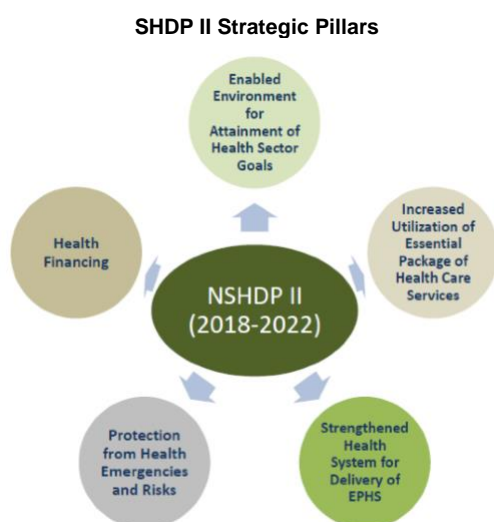 SHDP II Strategic Pillars
Enabled
Environment
for
Attainment of
Health Sector
Goals
Health
Financing
Increased
Utilization of
Essential
Package of
Health Care
Services
NSHDP II
(2018-2022)
Protection
from Health
Emergencies
and Risks
Strengthened
Health
System for
Delivery of
EPHS